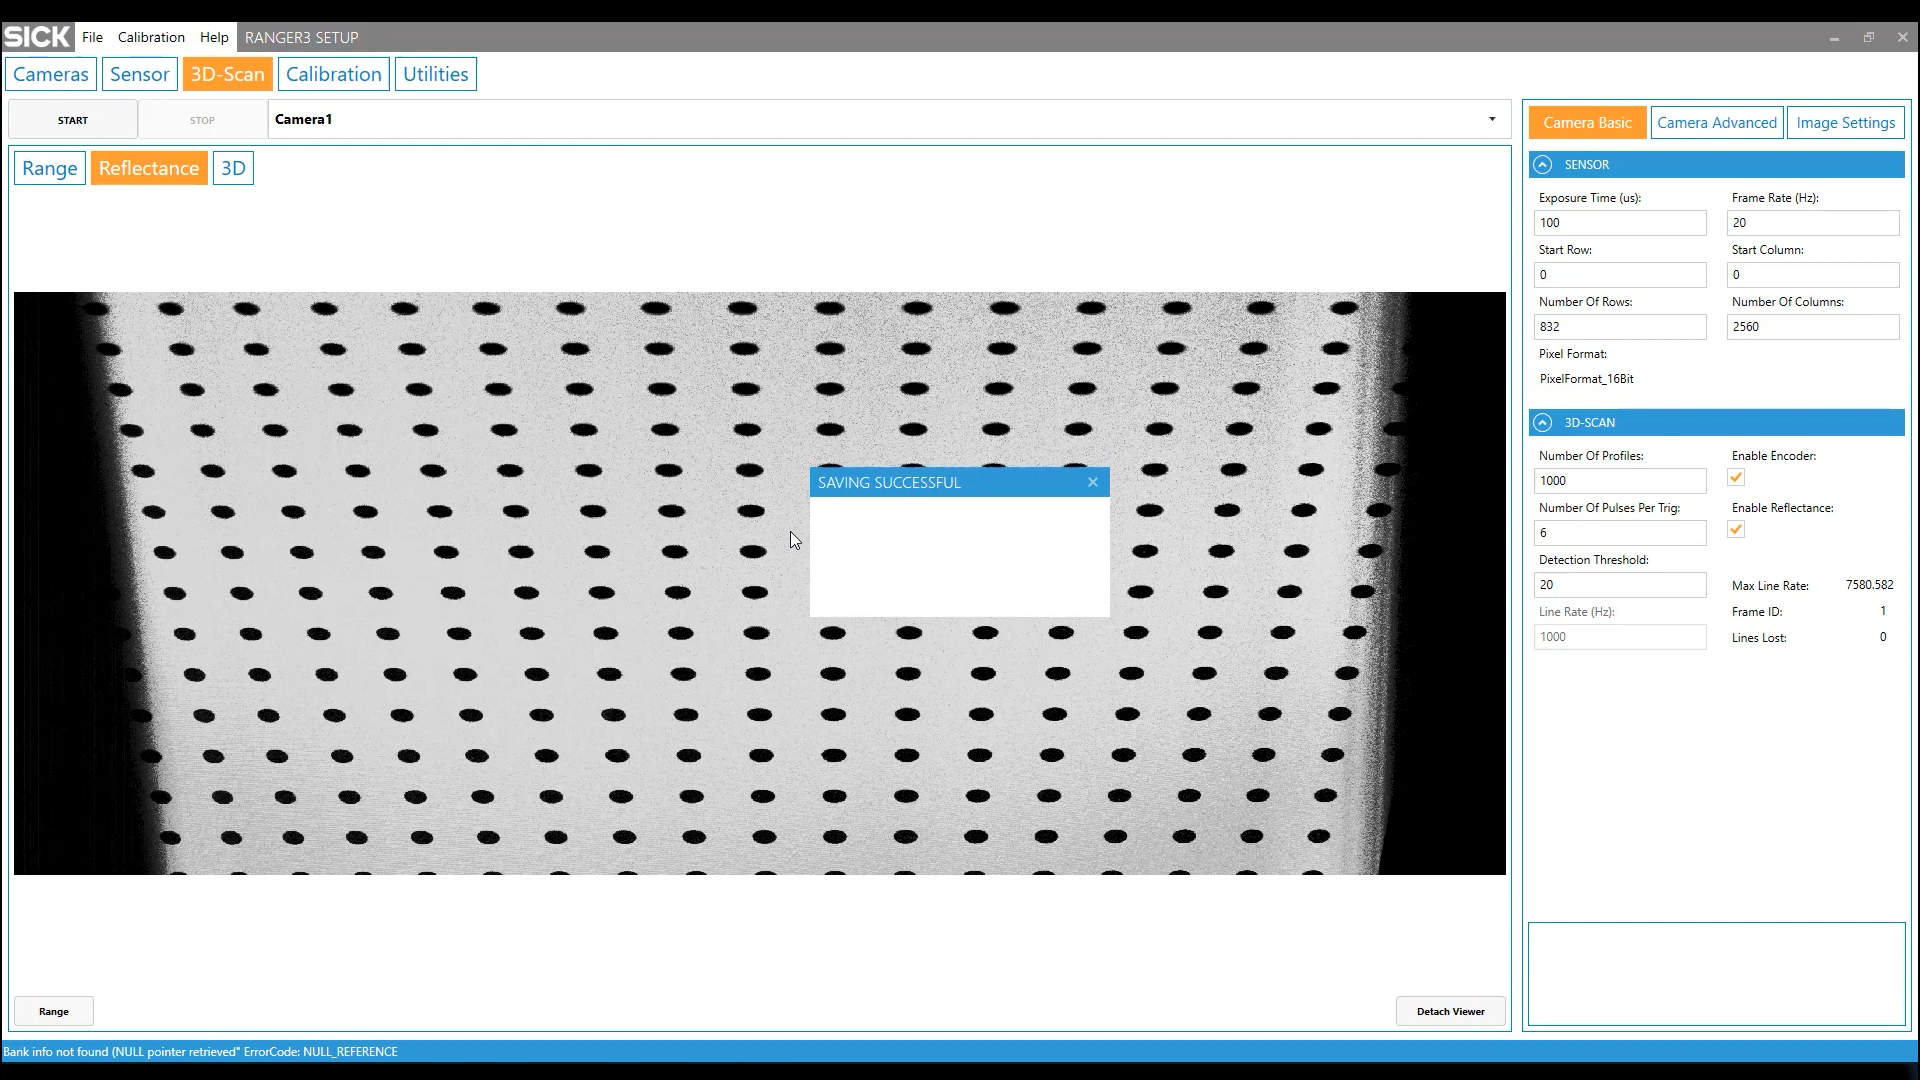 SICK File Calibration Help RANGER3 SETUP
Cameras Sensor 3D-Scan Calibration Utilities
START STOP Camera1
Range Reflectance 3D
SAVING SUCCESSFUL
Range Detach Viewer
Camera Basic Camera Advanced Image Settings
SENSOR
Exposure Time (us): Frame Rate (Hz):
100 20
Start Row: Start Column:
0 0
Number Of Rows: Number Of Columns:
832 2560
Pixel Format:
PixelFormat_16Bit
3D-SCAN
Number Of Profiles: Enable Encoder:
1000
Number Of Pulses Per Trig: Enable Reflectance:
6
Detection Threshold:
20 Max Line Rate: 7580.582
Line Rate (Hz): Frame ID: 1
1000 Lines Lost: 0
Bank info not found (NULL pointer retrieved" ErrorCode: NULL_REFERENCE